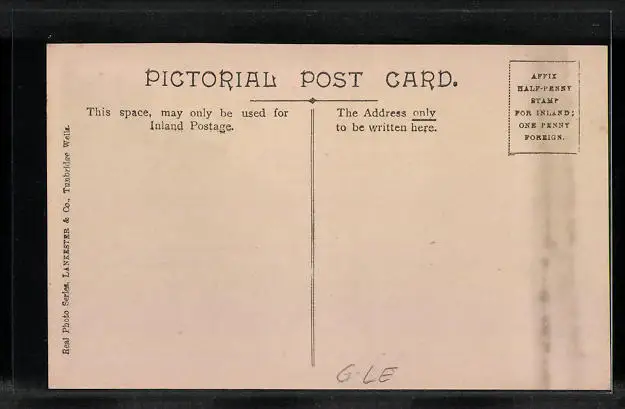 PICTORIAL POST CARD.
This space, may only be used for
Inland Postage.
The Address only
to be written here.
AFFIX
HALF-PENNY
STAMP
FOR INLAND;
ONE PENNY
FOREIGN.
Real Photo Series, LANKESTER & Co., Tunbridge Wells.
G-LE